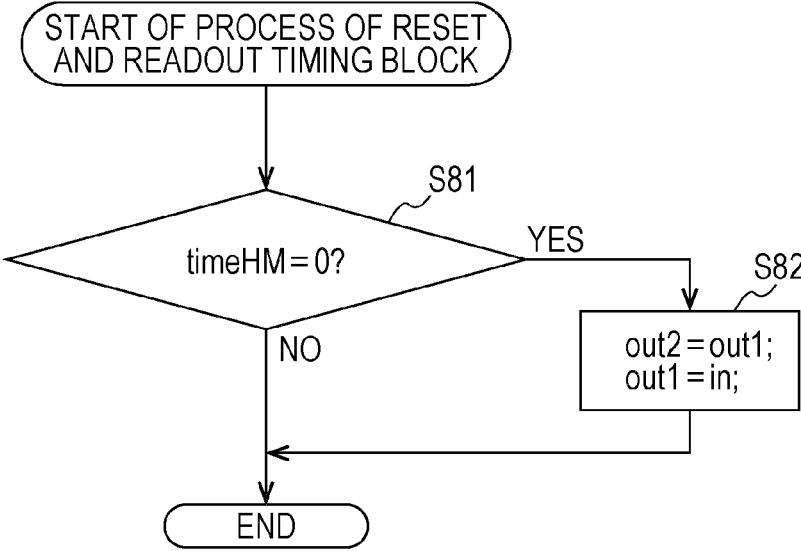 START OF PROCESS OF RESET
AND READOUT TIMING BLOCK
S81
timeHM=0?
YES
S82
out2=out1;
out1=in;
NO
END